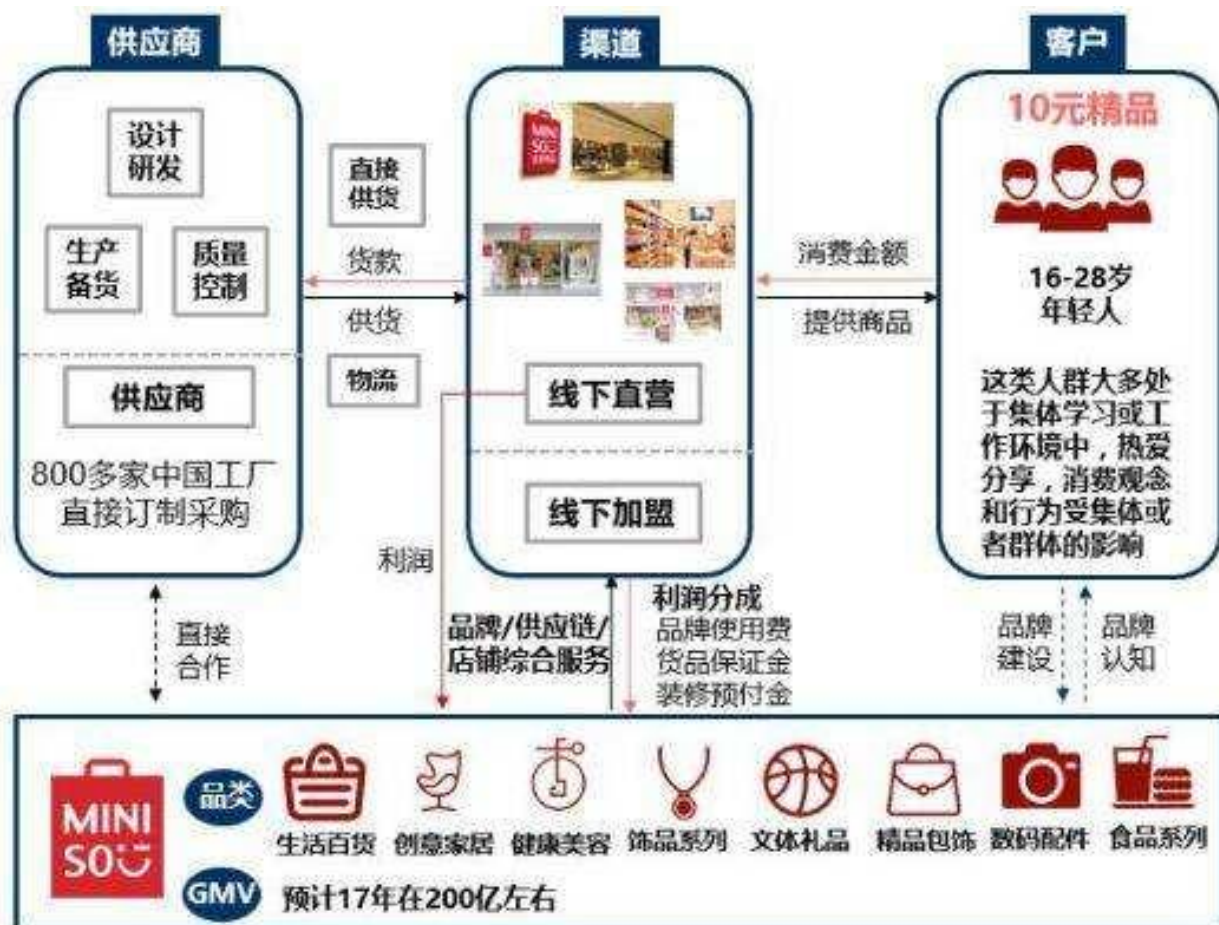 供应商
设计
研发
生产
备货
质量
控制
供应商
800多家中国工厂
直接订制采购
直接
供货
货款
供货
物流
渠道
MINI
SO
线下直营
线下加盟
消费金额
提供商品
客户
10元精品
16-28岁
年轻人
这类人群大多处
于集体学习或工
作环境中，热爱
分享，消费观念
和行为受集体或
者群体的影响
直接
合作
利润
品牌/供应链/
店铺综合服务
利润分成
品牌使用费
货品保证金
装修预付金
品牌
建设
品牌
认知
MINI
SO
品类
生活百货
创意家居
健康美容
饰品系列
文体礼品
精品包饰
数码配件
食品系列
GMV
预计17年在200亿左右